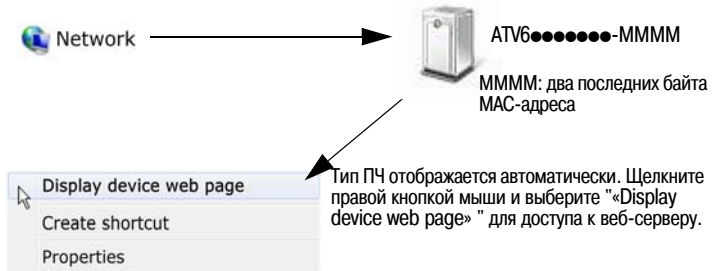 Network
ATV6●●●●●●●-MMMM
MMMM: два последних байта
MAC-адреса
Тип ПЧ отображается автоматически. Щелкните
правой кнопкой мыши и выберите "«Display
device web page» " для доступа к веб-серверу.
Display device web page
Create shortcut
Properties